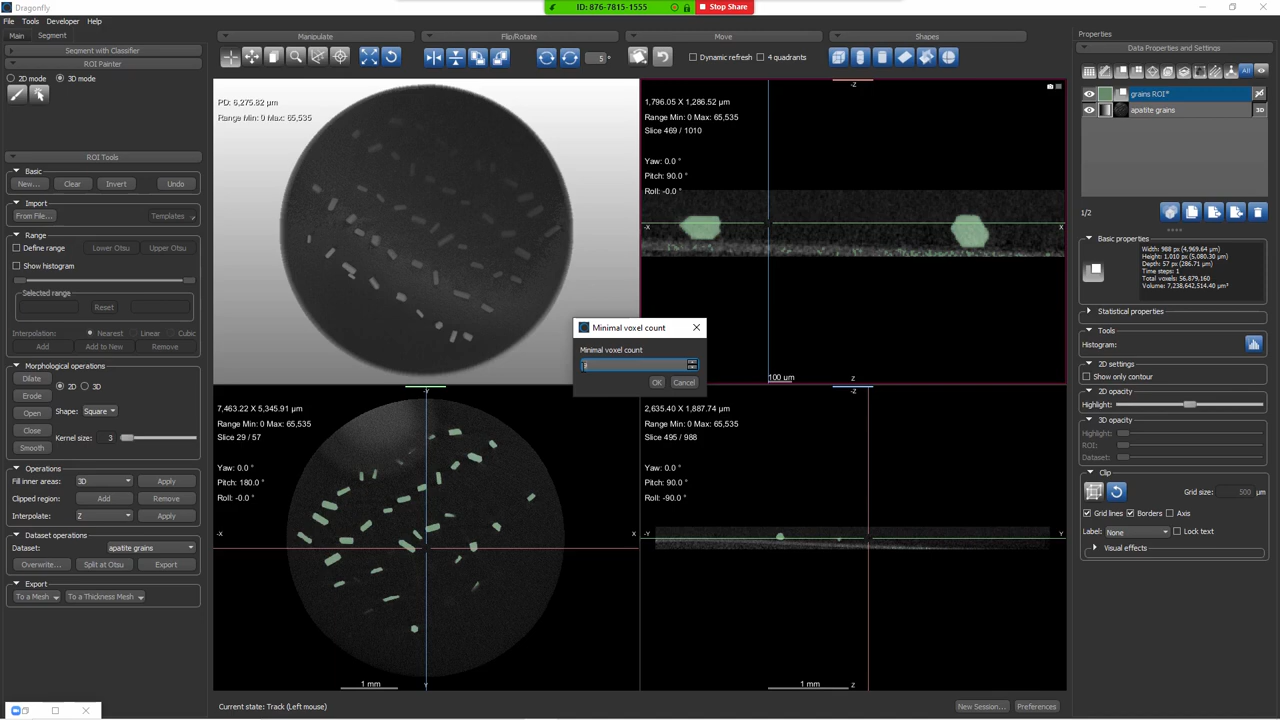 Dragonfly
ID: 876-7815-1555
Stop Share
File Tools Developer Help
Main Segment
Segment with Classifier
ROI Painter
2D mode 3D mode
ROI Tools
Basic
New... Clear Invert Undo
Import
From File... Templates
Range
Define range Lower Otsu Upper Otsu
Show histogram
Selected range
Reset
Interpolation: Nearest Linear Cubic
Add Add to New Remove
Morphological operations
Dilate 2D 3D
Erode
Open Shape: Square
Close
Kernel size: 3
Smooth
Operations
Fill inner areas: 3D Apply
Clipped region: Add Remove
Interpolate: Z Apply
Dataset operations
Dataset: apatite grains
Overwrite... Split at Otsu Export
Export
To a Mesh To a Thickness Mesh
Manipulate Flip/Rotate Move Shapes
5°
Dynamic refresh 4 quadrants
PD: 6,275.82 µm
Range Min: 0 Max: 65,535
-Z
1,796.05 X 1,286.52 µm
Range Min: 0 Max: 65,535
Slice 469 / 1010
Yaw: 0.0 °
Pitch: 90.0 °
Roll: -0.0 °
-X X
100 µm Z
Minimal voxel count
Minimal voxel count
OK Cancel
-Y
7,463.22 X 5,345.91 µm
Range Min: 0 Max: 65,535
Slice 29 / 57
Yaw: 0.0 °
Pitch: 180.0 °
Roll: -0.0 °
-X X
1 mm Y
-Z
2,635.40 X 1,887.74 µm
Range Min: 0 Max: 65,535
Slice 495 / 988
Yaw: 0.0 °
Pitch: 90.0 °
Roll: -90.0 °
-Y Y
1 mm Z
Current state: Track (Left mouse)
New Session... Preferences
Properties
Data Properties and Settings
All
grains ROI*
apatite grains 3D
1/2
Basic properties
Width: 988 px (4,969.64 µm)
Height: 1,010 px (5,080.30 µm)
Depth: 57 px (286.71 µm)
Time steps: 1
Total voxels: 56,879,160
Volume: 7,238,642,514.40 µm³
Statistical properties
Tools
Histogram:
2D settings
Show only contour
2D opacity
Highlight:
3D opacity
Highlight:
ROI:
Dataset:
Clip
Grid size: 500 µm
Grid lines Borders Axis
Label: None Lock text
Visual effects